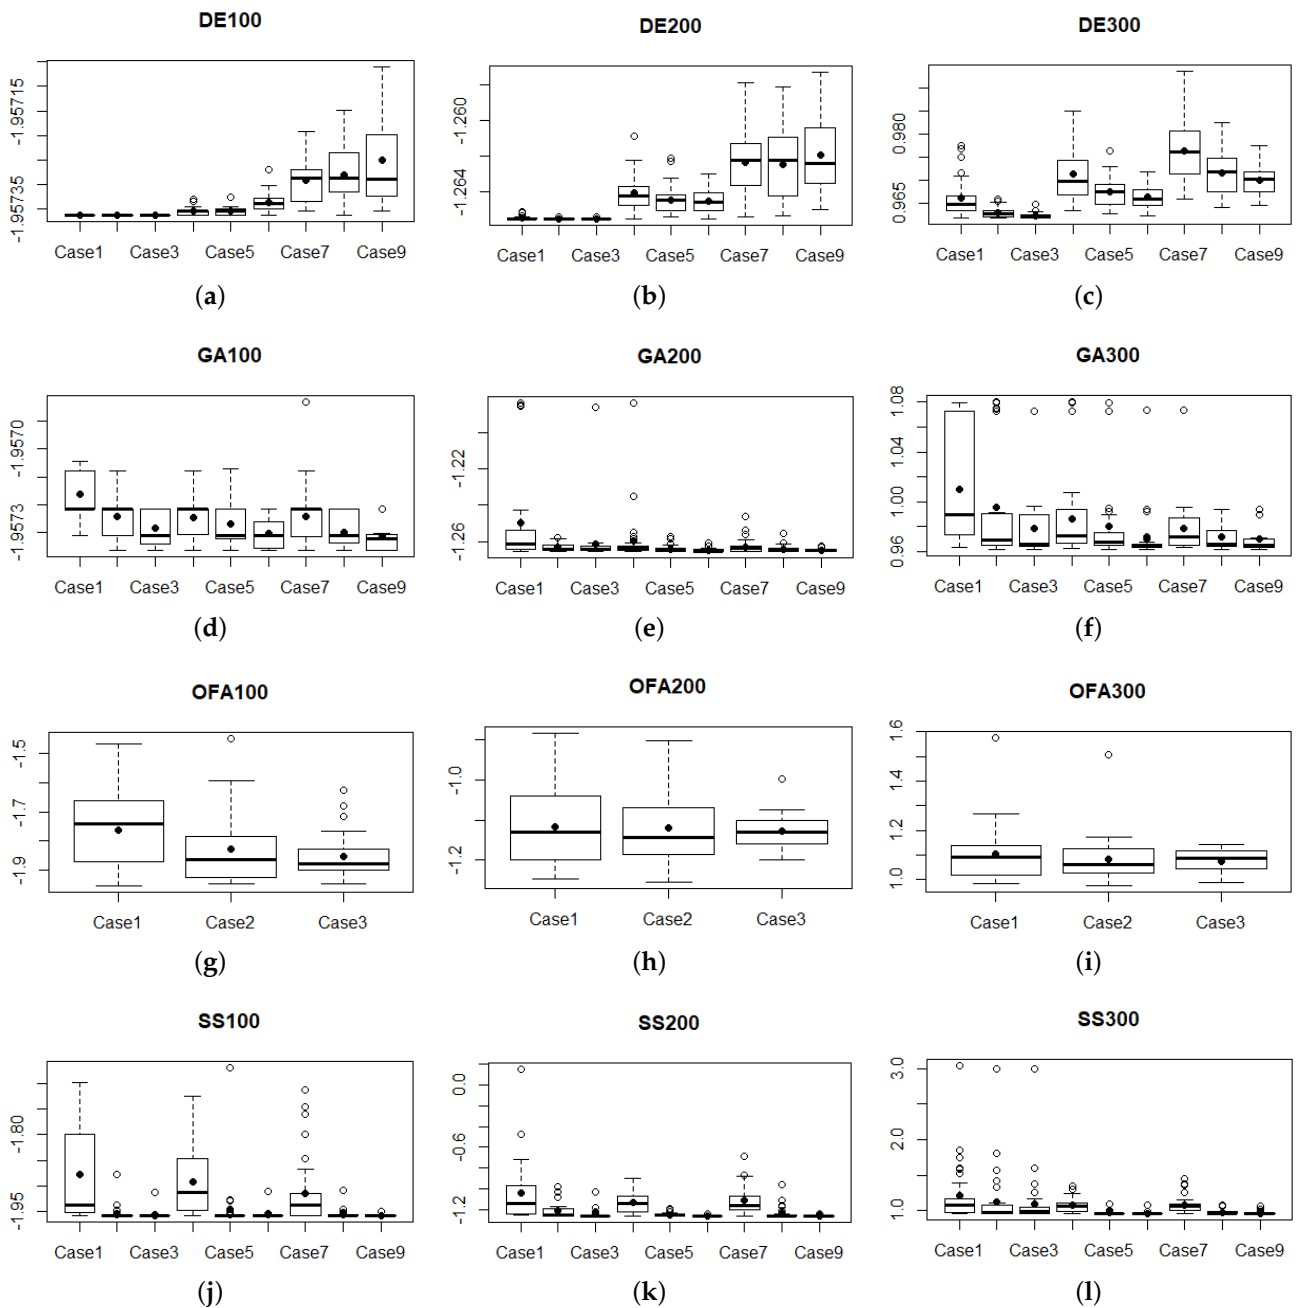 DE100
DE200
DE300
-1.95735 -1.95715
-1.264 -1.260
0.965 0.980
Case1 Case3 Case5 Case7 Case9
Case1 Case3 Case5 Case7 Case9
Case1 Case3 Case5 Case7 Case9
(a)
(b)
(c)
GA100
GA200
GA300
-1.9573 -1.9570
-1.26 -1.22
0.96 1.00 1.04 1.08
Case1 Case3 Case5 Case7 Case9
Case1 Case3 Case5 Case7 Case9
Case1 Case3 Case5 Case7 Case9
(d)
(e)
(f)
OFA100
OFA200
OFA300
-1.9 -1.7 -1.5
-1.2 -1.0
1.0 1.2 1.4 1.6
Case1 Case2 Case3
Case1 Case2 Case3
Case1 Case2 Case3
(g)
(h)
(i)
SS100
SS200
SS300
-1.95 -1.80
-1.2 -0.6 0.0
1.0 2.0 3.0
Case1 Case3 Case5 Case7 Case9
Case1 Case3 Case5 Case7 Case9
Case1 Case3 Case5 Case7 Case9
(j)
(k)
(l)